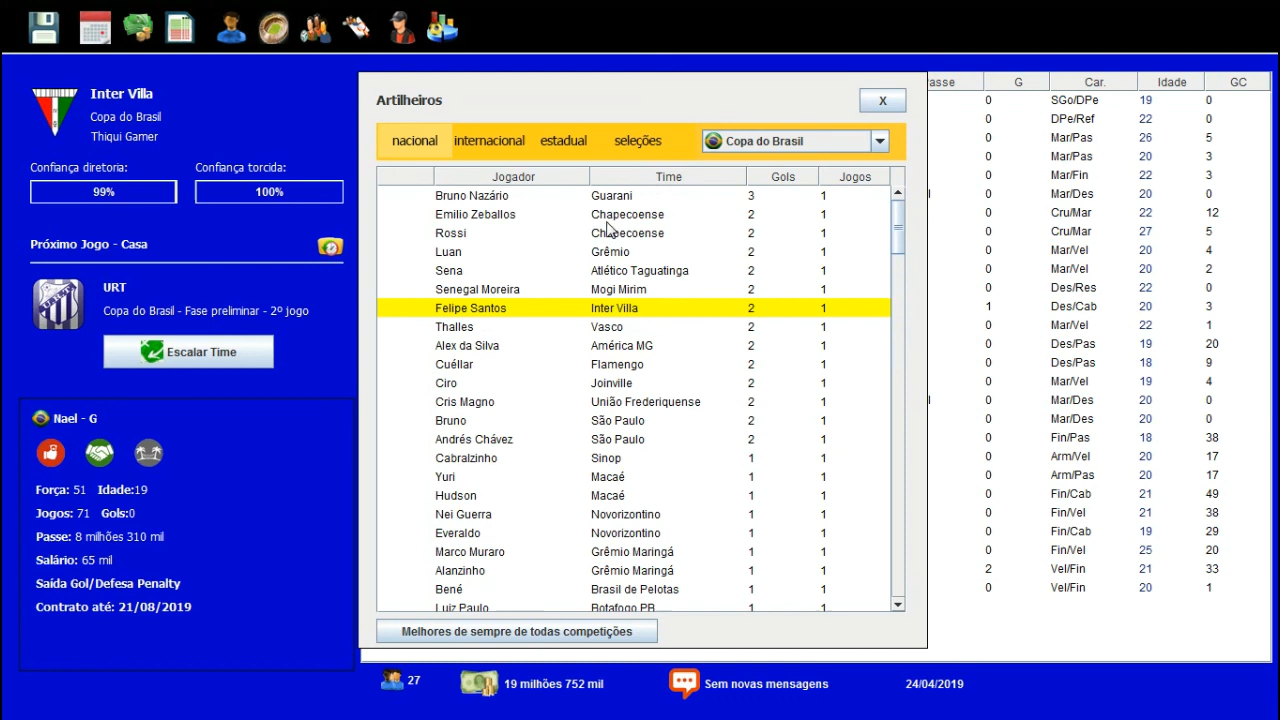 Inter Villa
Copa do Brasil
Thiqui Gamer
Confiança diretoria: Confiança torcida:
99% 100%
Próximo Jogo - Casa
URT
Copa do Brasil - Fase preliminar - 2º jogo
Escalar Time
Nael - G
Força: 51 Idade:19
Jogos: 71 Gols:0
Passe: 8 milhões 310 mil
Salário: 65 mil
Saída Gol/Defesa Penalty
Contrato até: 21/08/2019
Artilheiros X
nacional internacional estadual seleções Copa do Brasil
Jogador Time Gols Jogos
Bruno Nazário Guarani 3 1
Emilio Zeballos Chapecoense 2 1
Rossi Chapecoense 2 1
Luan Grêmio 2 1
Sena Atlético Taguatinga 2 1
Senegal Moreira Mogi Mirim 2 1
Felipe Santos Inter Villa 2 1
Thalles Vasco 2 1
Alex da Silva América MG 2 1
Cuéllar Flamengo 2 1
Ciro Joinville 2 1
Cris Magno União Frederiquense 2 1
Bruno São Paulo 2 1
Andrés Chávez São Paulo 2 1
Cabralzinho Sinop 1 1
Yuri Macaé 1 1
Hudson Macaé 1 1
Nei Guerra Novorizontino 1 1
Everaldo Novorizontino 1 1
Marco Muraro Grêmio Maringá 1 1
Alanzinho Grêmio Maringá 1 1
Bené Brasil de Pelotas 1 1
Luiz Paulo Botafogo PB 1 1
Melhores de sempre de todas competições
asse G Car. Idade GC
0 SGo/DPe 19 0
0 DPe/Ref 22 0
0 Mar/Pas 26 5
0 Mar/Pas 20 3
0 Mar/Fin 22 3
0 Mar/Des 20 0
0 Cru/Mar 22 12
0 Cru/Mar 27 5
0 Mar/Vel 20 4
0 Mar/Vel 20 2
0 Des/Res 22 0
1 Des/Cab 20 3
0 Mar/Vel 22 1
0 Des/Pas 19 20
0 Des/Pas 18 9
0 Mar/Vel 19 4
0 Mar/Des 20 0
0 Mar/Des 20 0
0 Fin/Pas 18 38
0 Arm/Vel 20 17
0 Arm/Pas 20 17
0 Fin/Cab 21 49
0 Fin/Vel 21 38
0 Fin/Cab 19 29
0 Fin/Vel 25 20
2 Vel/Fin 21 33
0 Vel/Fin 20 1
27 19 milhões 752 mil Sem novas mensagens 24/04/2019